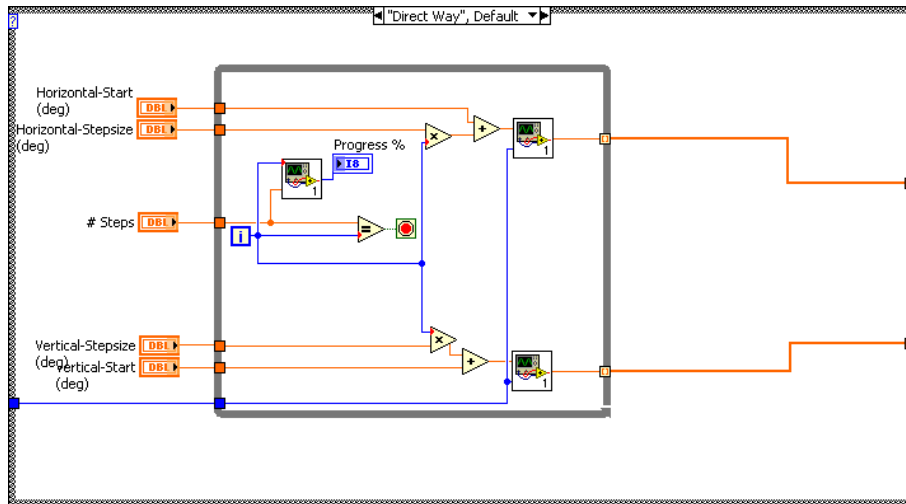 "Direct Way", Default
?
Horizontal-Start
(deg)
DBL
Horizontal-Stepsize
(deg)
DBL
Progress %
I8
1
× + 1
# Steps
DBL
i
=
Vertical-Stepsize
(deg)
DBL
Vertical-Start
(deg)
DBL
× + 1